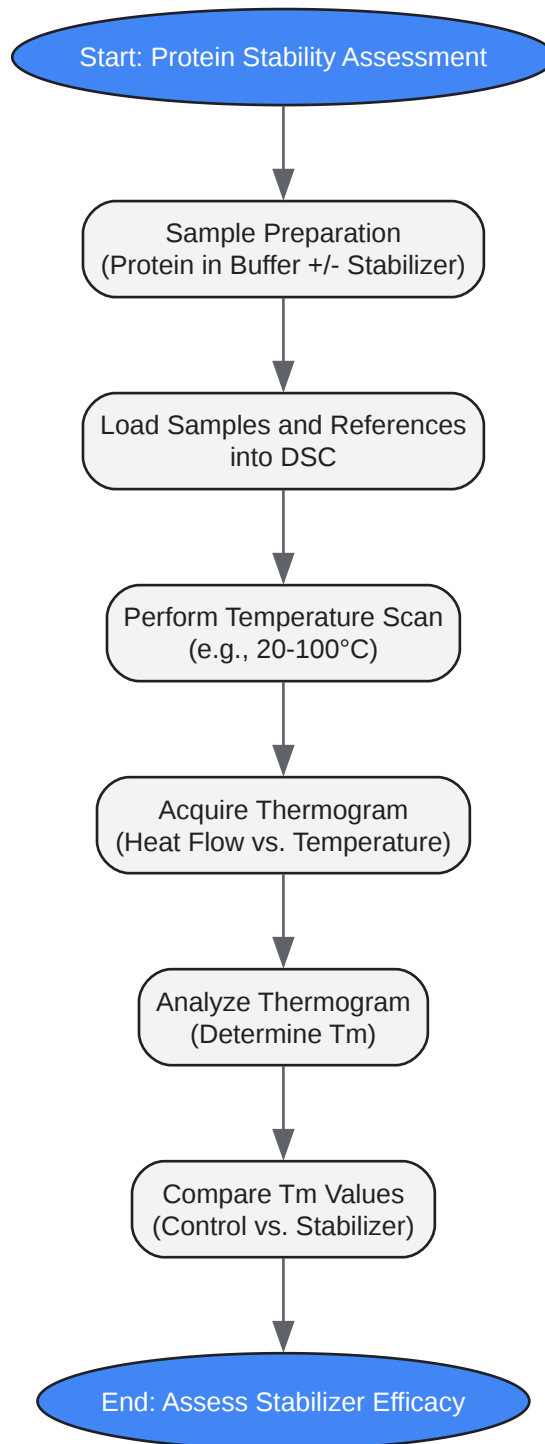 Start: Protein Stability Assessment
Sample Preparation
(Protein in Buffer +/- Stabilizer)
Load Samples and References
into DSC
Perform Temperature Scan
(e.g., 20-100°C)
Acquire Thermogram
(Heat Flow vs. Temperature)
Analyze Thermogram
(Determine Tm)
Compare Tm Values
(Control vs. Stabilizer)
End: Assess Stabilizer Efficacy